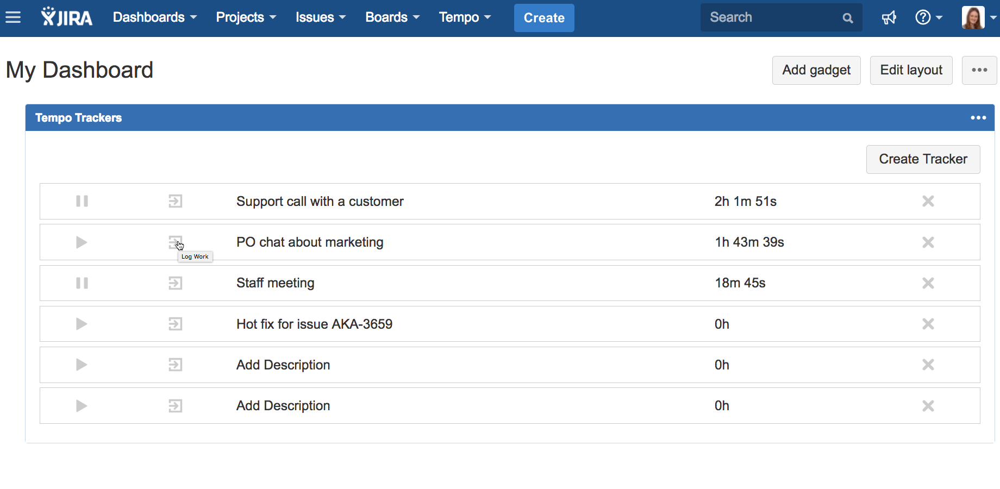 JIRA Dashboards Projects Issues Boards Tempo Create Search
My Dashboard Add gadget Edit layout
Tempo Trackers
Create Tracker
Support call with a customer 2h 1m 51s
PO chat about marketing 1h 43m 39s
Log Work
Staff meeting 18m 45s
Hot fix for issue AKA-3659 0h
Add Description 0h
Add Description 0h